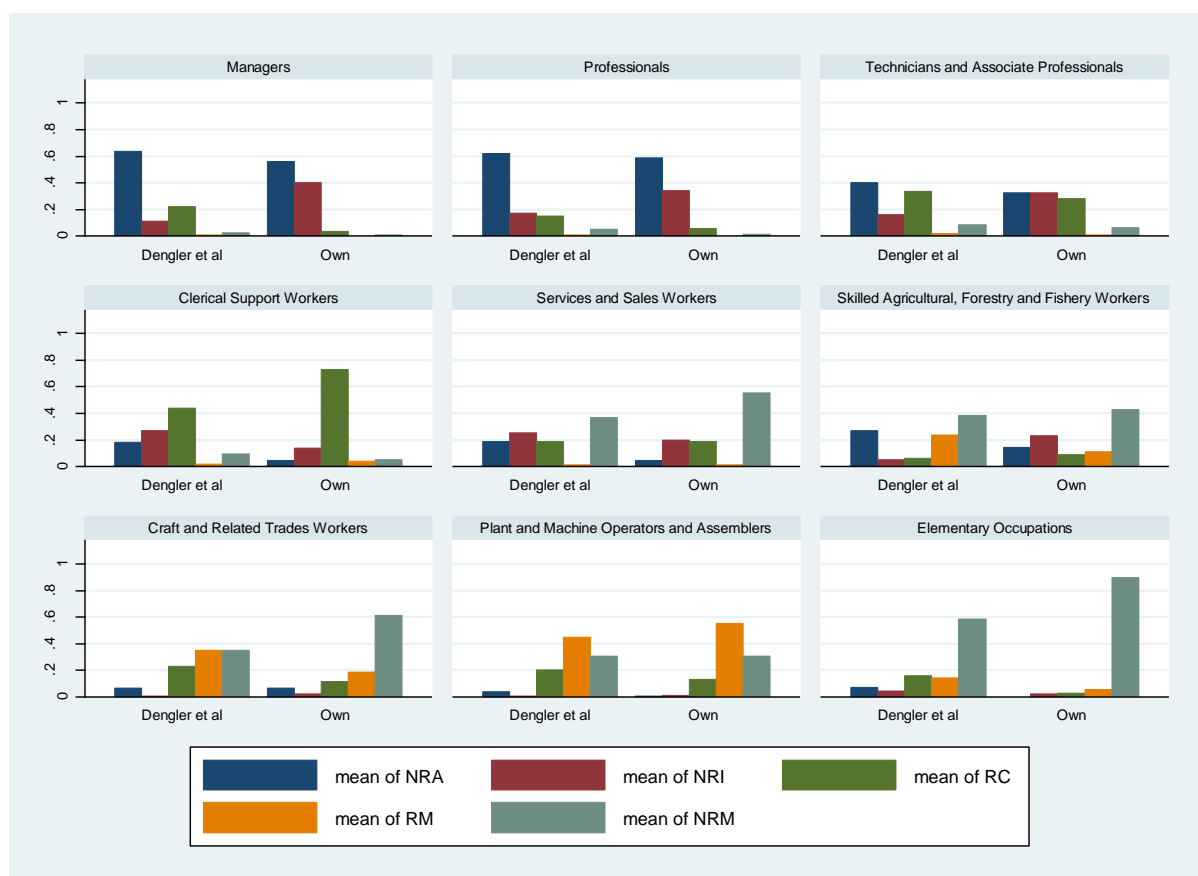 Managers
Professionals
Technicians and Associate Professionals
0 .2 .4 .6 .8 1
Dengler et al Own
Dengler et al Own
Dengler et al Own
Clerical Support Workers
Services and Sales Workers
Skilled Agricultural, Forestry and Fishery Workers
0 .2 .4 .6 .8 1
Dengler et al Own
Dengler et al Own
Dengler et al Own
Craft and Related Trades Workers
Plant and Machine Operators and Assemblers
Elementary Occupations
0 .2 .4 .6 .8 1
Dengler et al Own
Dengler et al Own
Dengler et al Own
mean of NRA
mean of NRI
mean of RC
mean of RM
mean of NRM